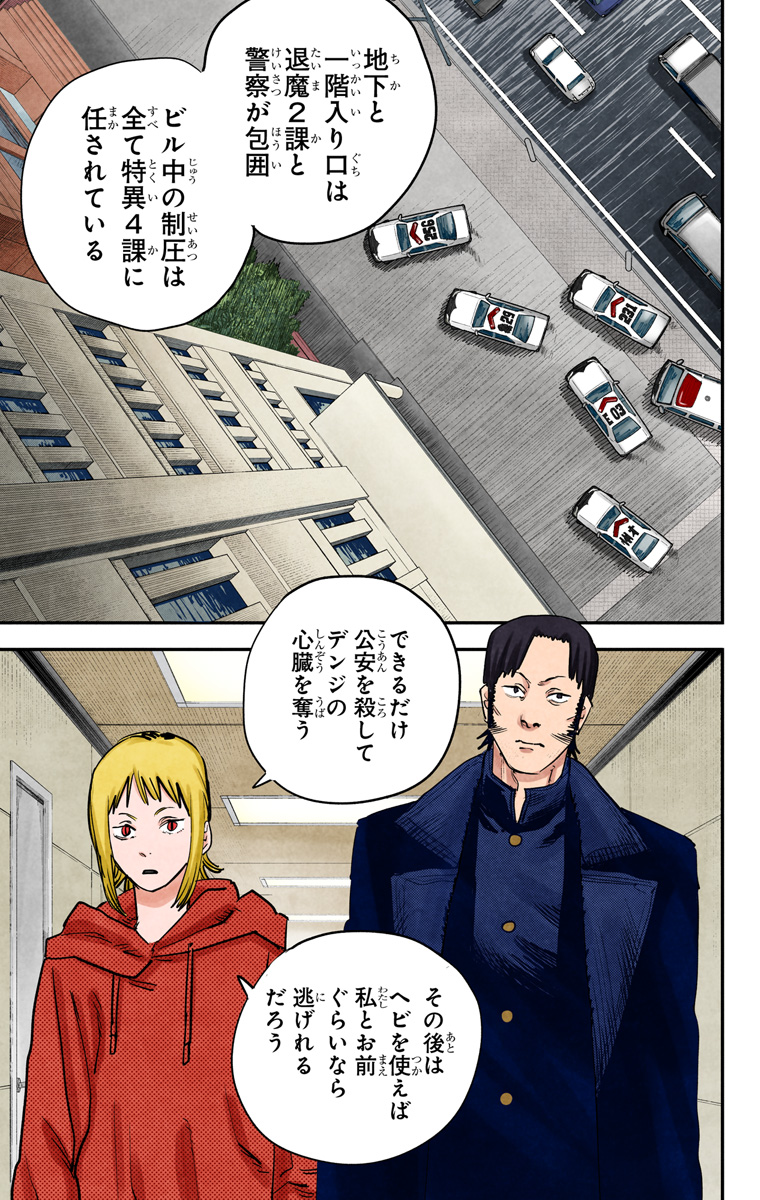 地下と
一階入り口は
退魔２課と
警察が包囲
ビル中の制圧は
全て特異４課に
任されている
できるだけ
公安を殺して
デンジの
心臓を奪う
その後は
ヘビを使えば
私とお前
ぐらいなら
逃げれる
だろう
256
331
E 03